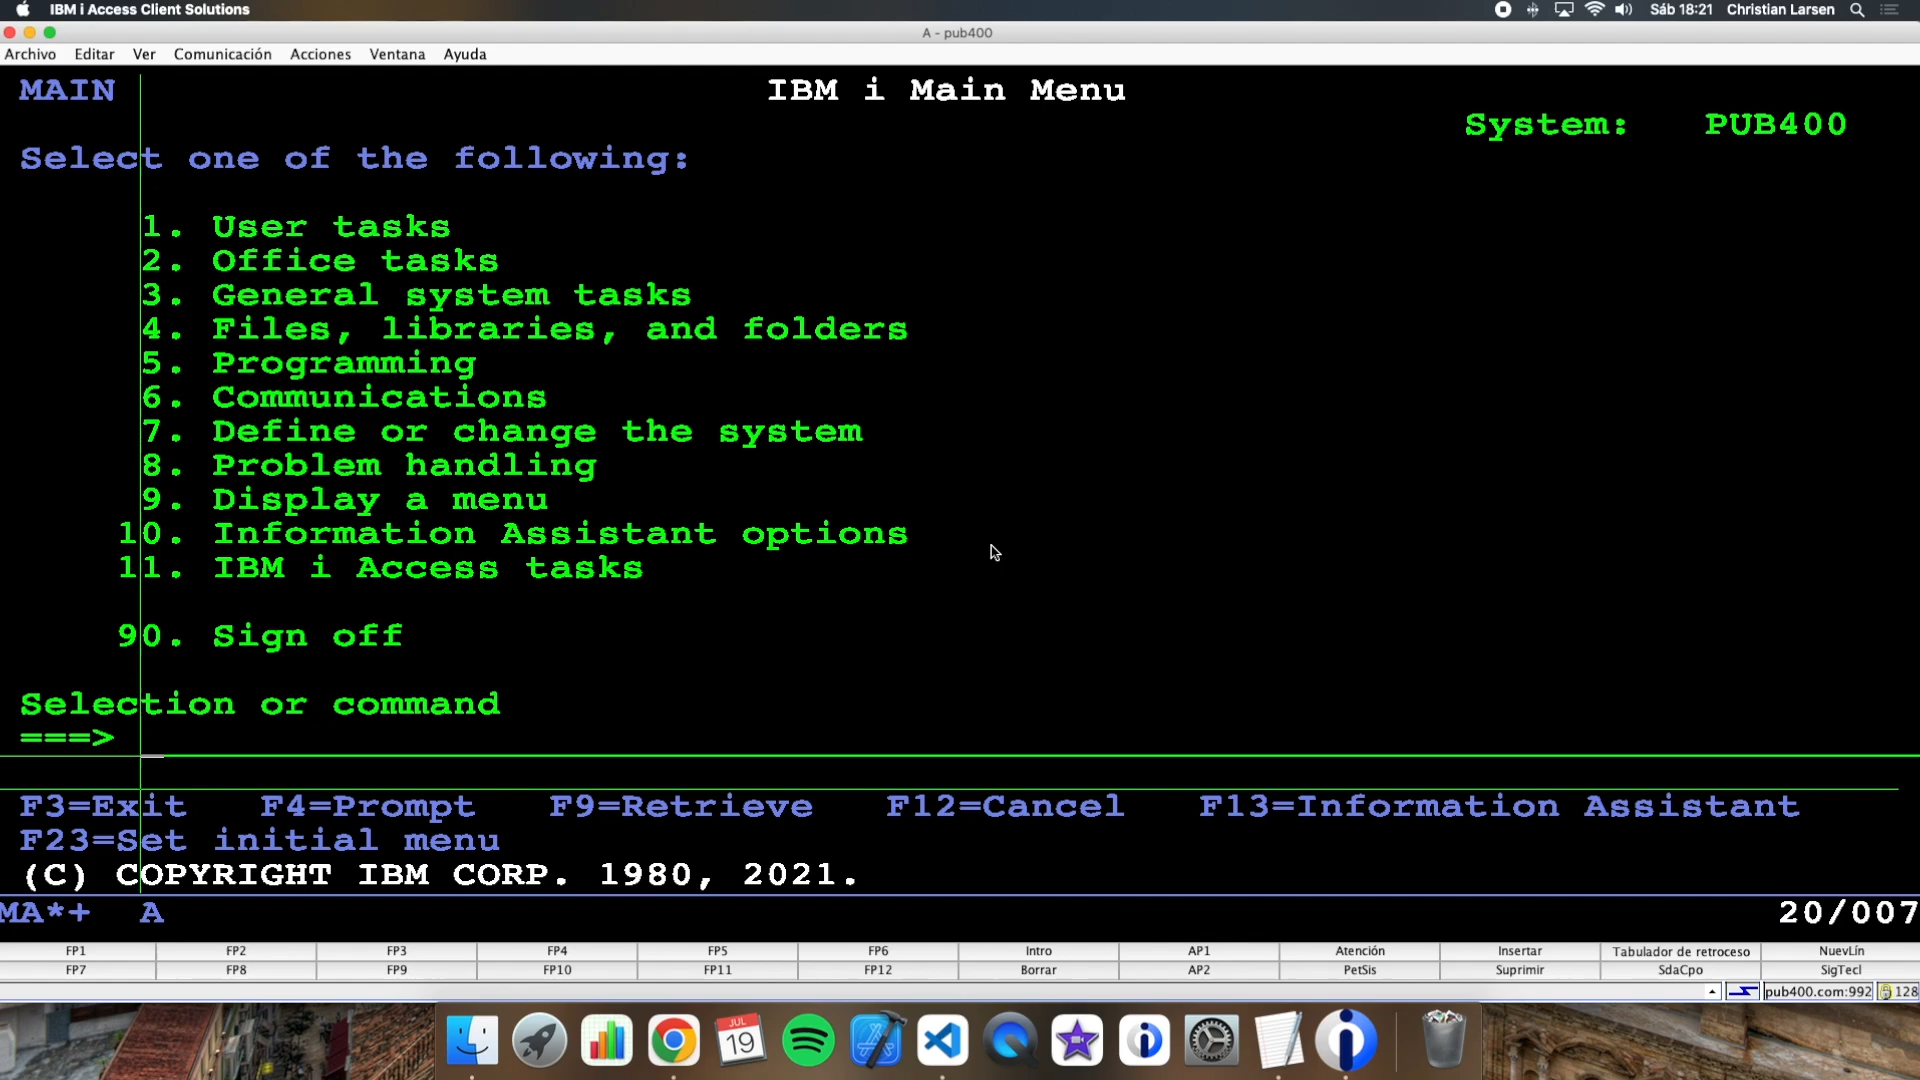 IBM i Access Client Solutions Sáb 18:21 Christian Larsen
A - pub400
Archivo Editar Ver Comunicación Acciones Ventana Ayuda
MAIN IBM i Main Menu
System: PUB400
Select one of the following:
1. User tasks
2. Office tasks
3. General system tasks
4. Files, libraries, and folders
5. Programming
6. Communications
7. Define or change the system
8. Problem handling
9. Display a menu
10. Information Assistant options
11. IBM i Access tasks
90. Sign off
Selection or command
===>
F3=Exit F4=Prompt F9=Retrieve F12=Cancel F13=Information Assistant
F23=Set initial menu
(C) COPYRIGHT IBM CORP. 1980, 2021.
MA*+ A 20/007
FP1 FP2 FP3 FP4 FP5 FP6 Intro AP1 Atención Insertar Tabulador de retroceso NuevLín
FP7 FP8 FP9 FP10 FP11 FP12 Borrar AP2 PetSis Suprimir SdaCpo SigTecl
pub400.com:992 128
JUL
19